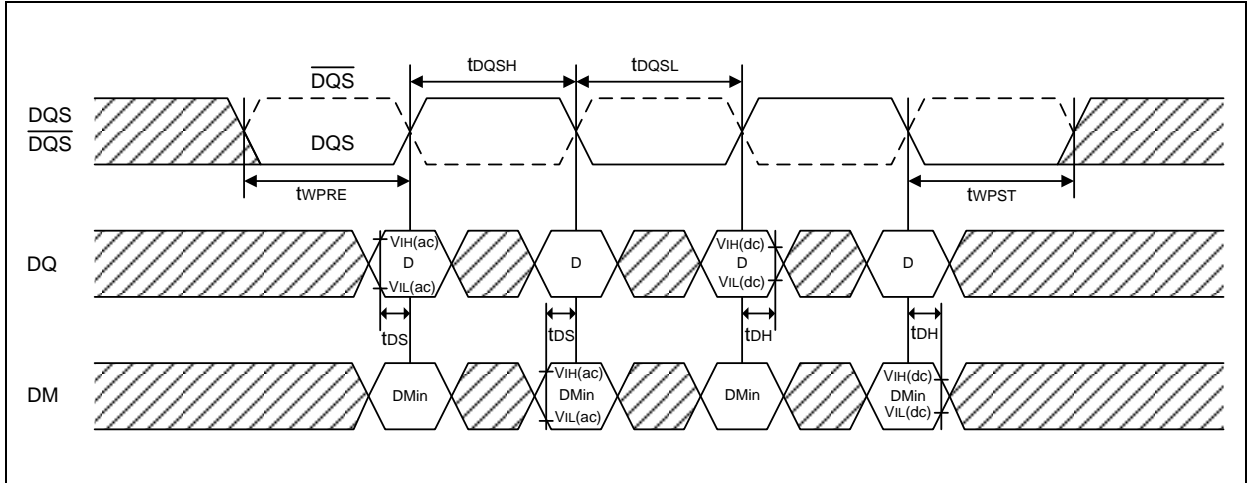 DQS
tDQSH
tDQSL
DQS
DQS
DQS
tWPRE
tWPST
DQ
VIH(ac)
D
VIL(ac)
D
VIH(dc)
D
VIL(dc)
D
tDS
tDS
tDH
tDH
DM
DMin
VIH(ac)
DMin
VIL(ac)
DMin
VIH(dc)
DMin
VIL(dc)